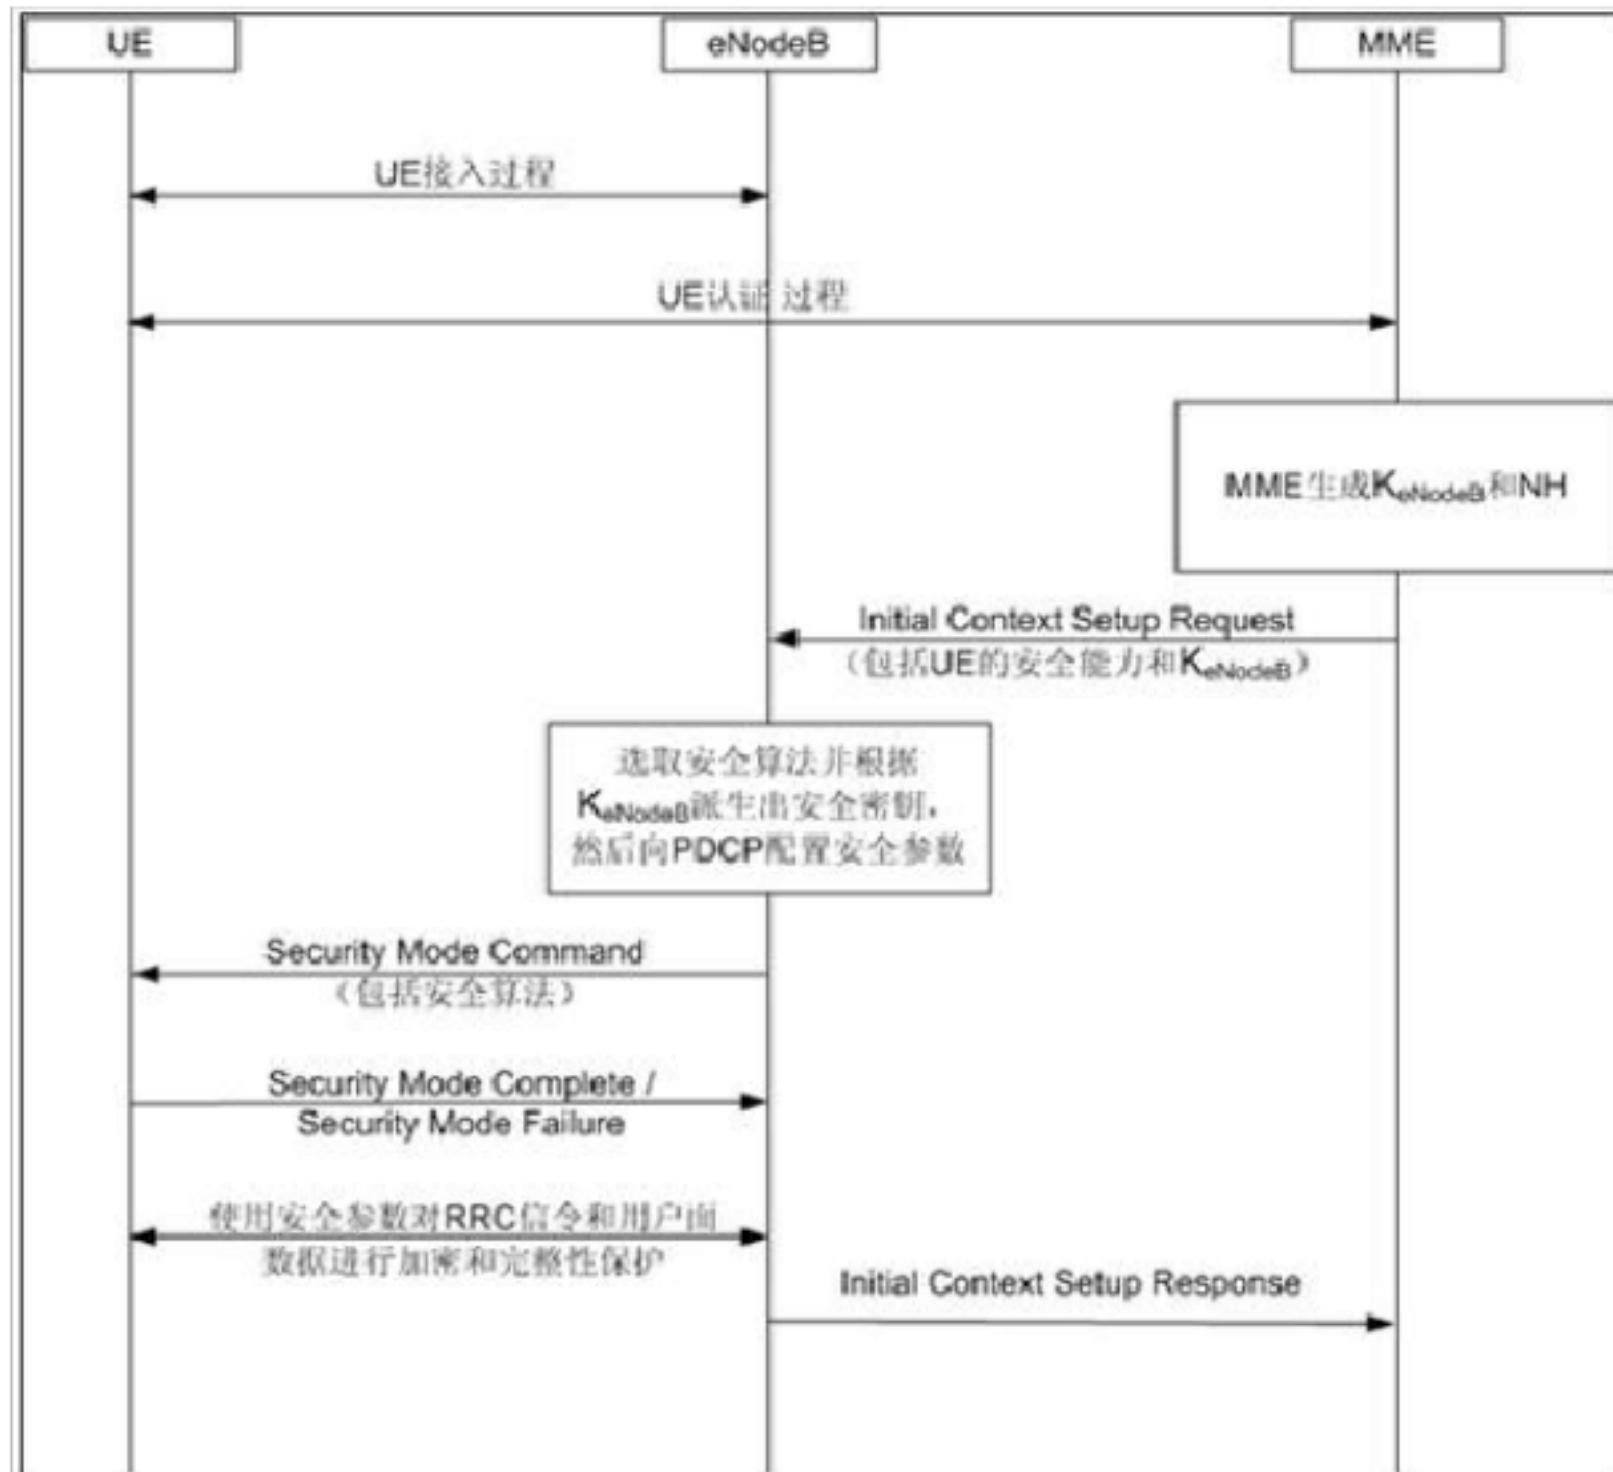 UE
eNodeB
MME
UE接入过程
UE认证 过程
MME生成KeNodeB和NH
Initial Context Setup Request
（包括UE的安全能力和KeNodeB）
选取安全算法并根据
KeNodeB派生出安全密钥，
然后向PDCP配置安全参数
Security Mode Command
（包括安全算法）
Security Mode Complete /
Security Mode Failure
使用安全参数对RRC信令和用户面
数据进行加密和完整性保护
Initial Context Setup Response